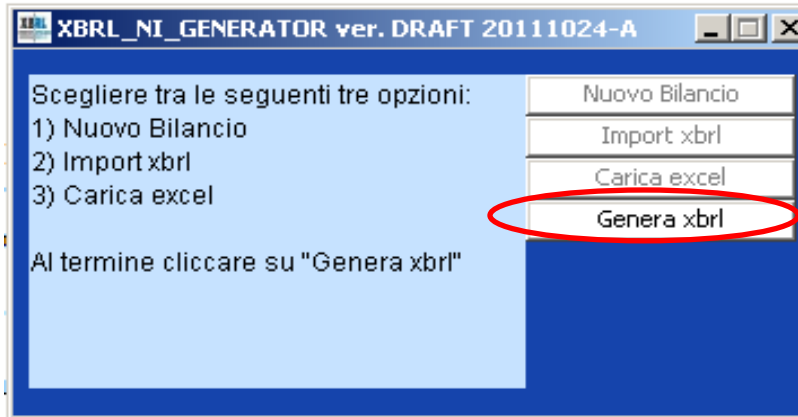 XBRL_NI_GENERATOR ver. DRAFT 20111024-A
Scegliere tra le seguenti tre opzioni:
1) Nuovo Bilancio
2) Import xbrl
3) Carica excel
Al termine cliccare su "Genera xbrl"
Nuovo Bilancio
Import xbrl
Carica excel
Genera xbrl